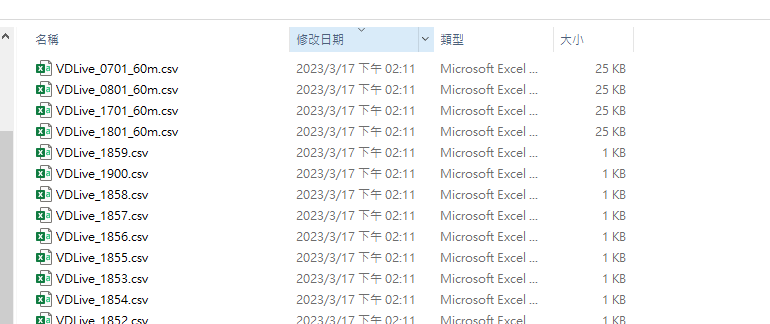 名稱 修改日期 類型 大小
VDLive_0701_60m.csv 2023/3/17 下午 02:11 Microsoft Excel ... 25 KB
VDLive_0801_60m.csv 2023/3/17 下午 02:11 Microsoft Excel ... 25 KB
VDLive_1701_60m.csv 2023/3/17 下午 02:11 Microsoft Excel ... 25 KB
VDLive_1801_60m.csv 2023/3/17 下午 02:11 Microsoft Excel ... 25 KB
VDLive_1859.csv 2023/3/17 下午 02:11 Microsoft Excel ... 1 KB
VDLive_1900.csv 2023/3/17 下午 02:11 Microsoft Excel ... 1 KB
VDLive_1858.csv 2023/3/17 下午 02:11 Microsoft Excel ... 1 KB
VDLive_1857.csv 2023/3/17 下午 02:11 Microsoft Excel ... 1 KB
VDLive_1856.csv 2023/3/17 下午 02:11 Microsoft Excel ... 1 KB
VDLive_1855.csv 2023/3/17 下午 02:11 Microsoft Excel ... 1 KB
VDLive_1853.csv 2023/3/17 下午 02:11 Microsoft Excel ... 1 KB
VDLive_1854.csv 2023/3/17 下午 02:11 Microsoft Excel ... 1 KB
VDLive_1852.csv 2023/3/17 下午 02:11 Microsoft Excel ... 1 KB